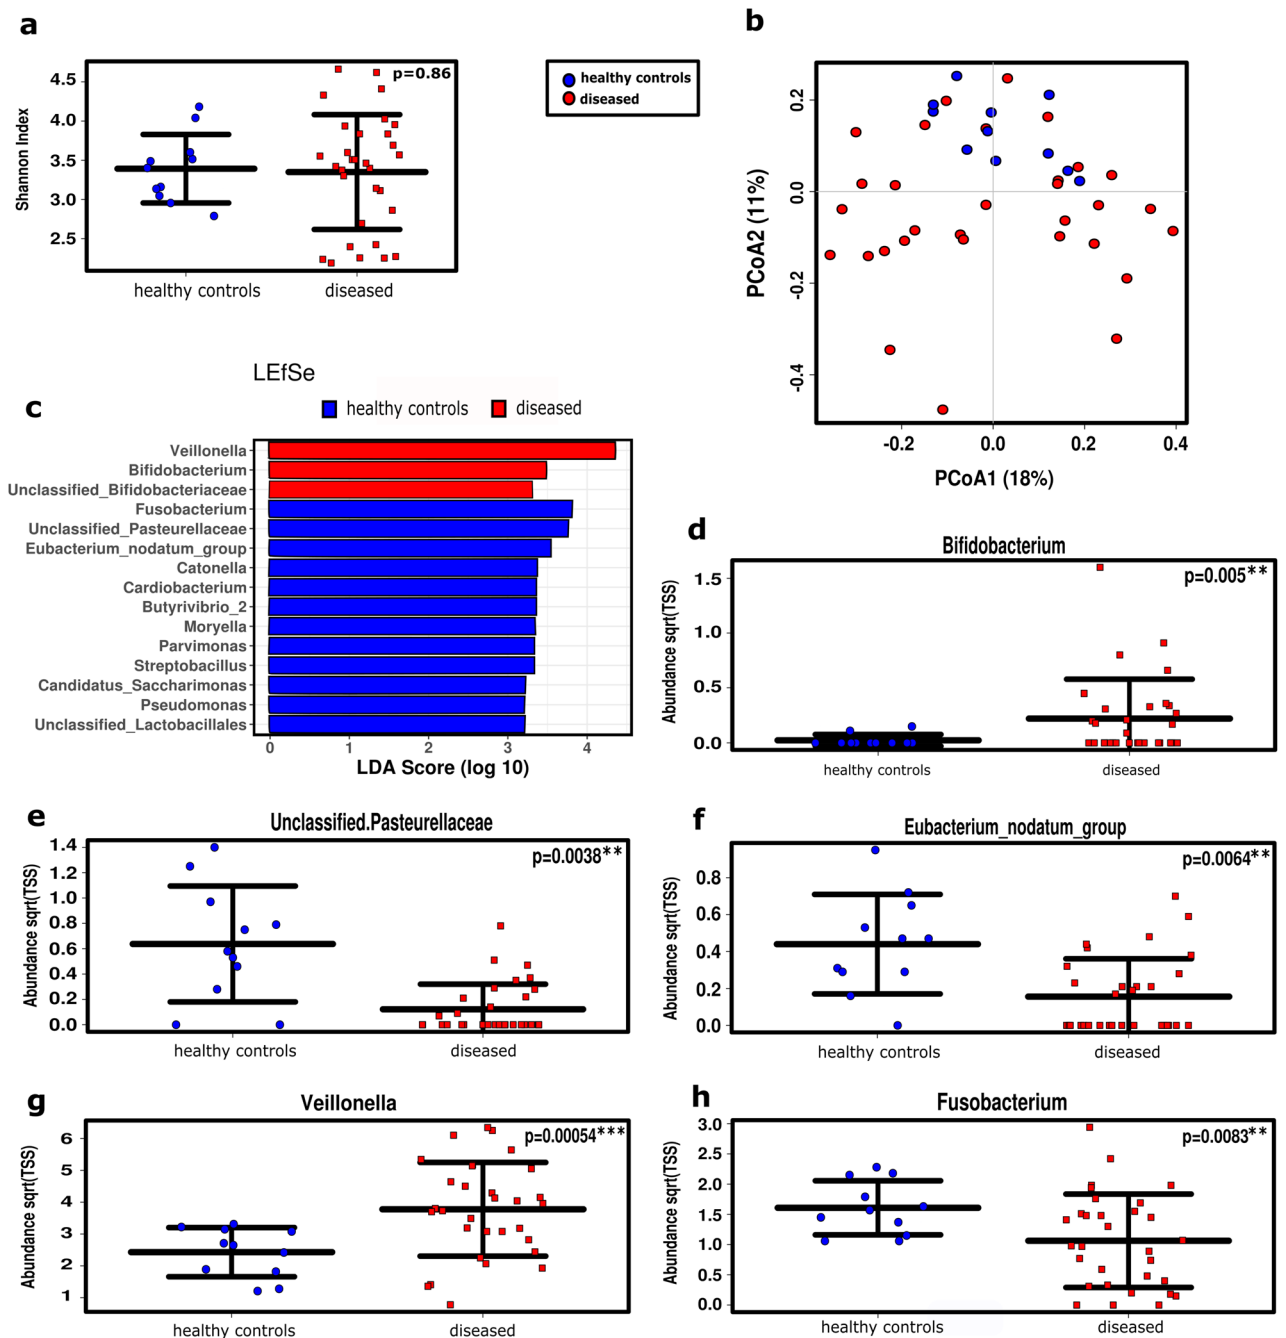 a
p=0.86
4.5
4.0
3.5
3.0
2.5
Shannon Index
healthy controls
diseased
healthy controls
diseased
b
0.2
0.0
-0.2
-0.4
PCoA2 (11%)
-0.2
0.0
0.2
0.4
PCoA1 (18%)
LEfSe
c
healthy controls
diseased
Veillonella
Bifidobacterium
Unclassified_Bifidobacteriaceae
Fusobacterium
Unclassified_Pasteurellaceae
Eubacterium_nodatum_group
Catonella
Cardiobacterium
Butyrivibrio_2
Moryella
Parvimonas
Streptobacillus
Candidatus_Saccharimonas
Pseudomonas
Unclassified_Lactobacillales
0
1
2
3
4
LDA Score (log 10)
d
Bifidobacterium
p=0.005**
1.5
1.0
0.5
0.0
Abundance sqrt(TSS)
healthy controls
diseased
e
Unclassified.Pasteurellaceae
p=0.0038**
1.4
1.2
1.0
0.8
0.6
0.4
0.2
0.0
Abundance sqrt(TSS)
healthy controls
diseased
f
Eubacterium_nodatum_group
p=0.0064**
0.8
0.6
0.4
0.2
0.0
Abundance sqrt(TSS)
healthy controls
diseased
g
Veillonella
p=0.00054***
6
5
4
3
2
1
Abundance sqrt(TSS)
healthy controls
diseased
h
Fusobacterium
p=0.0083**
3.0
2.5
2.0
1.5
1.0
0.5
0.0
Abundance sqrt(TSS)
healthy controls
diseased